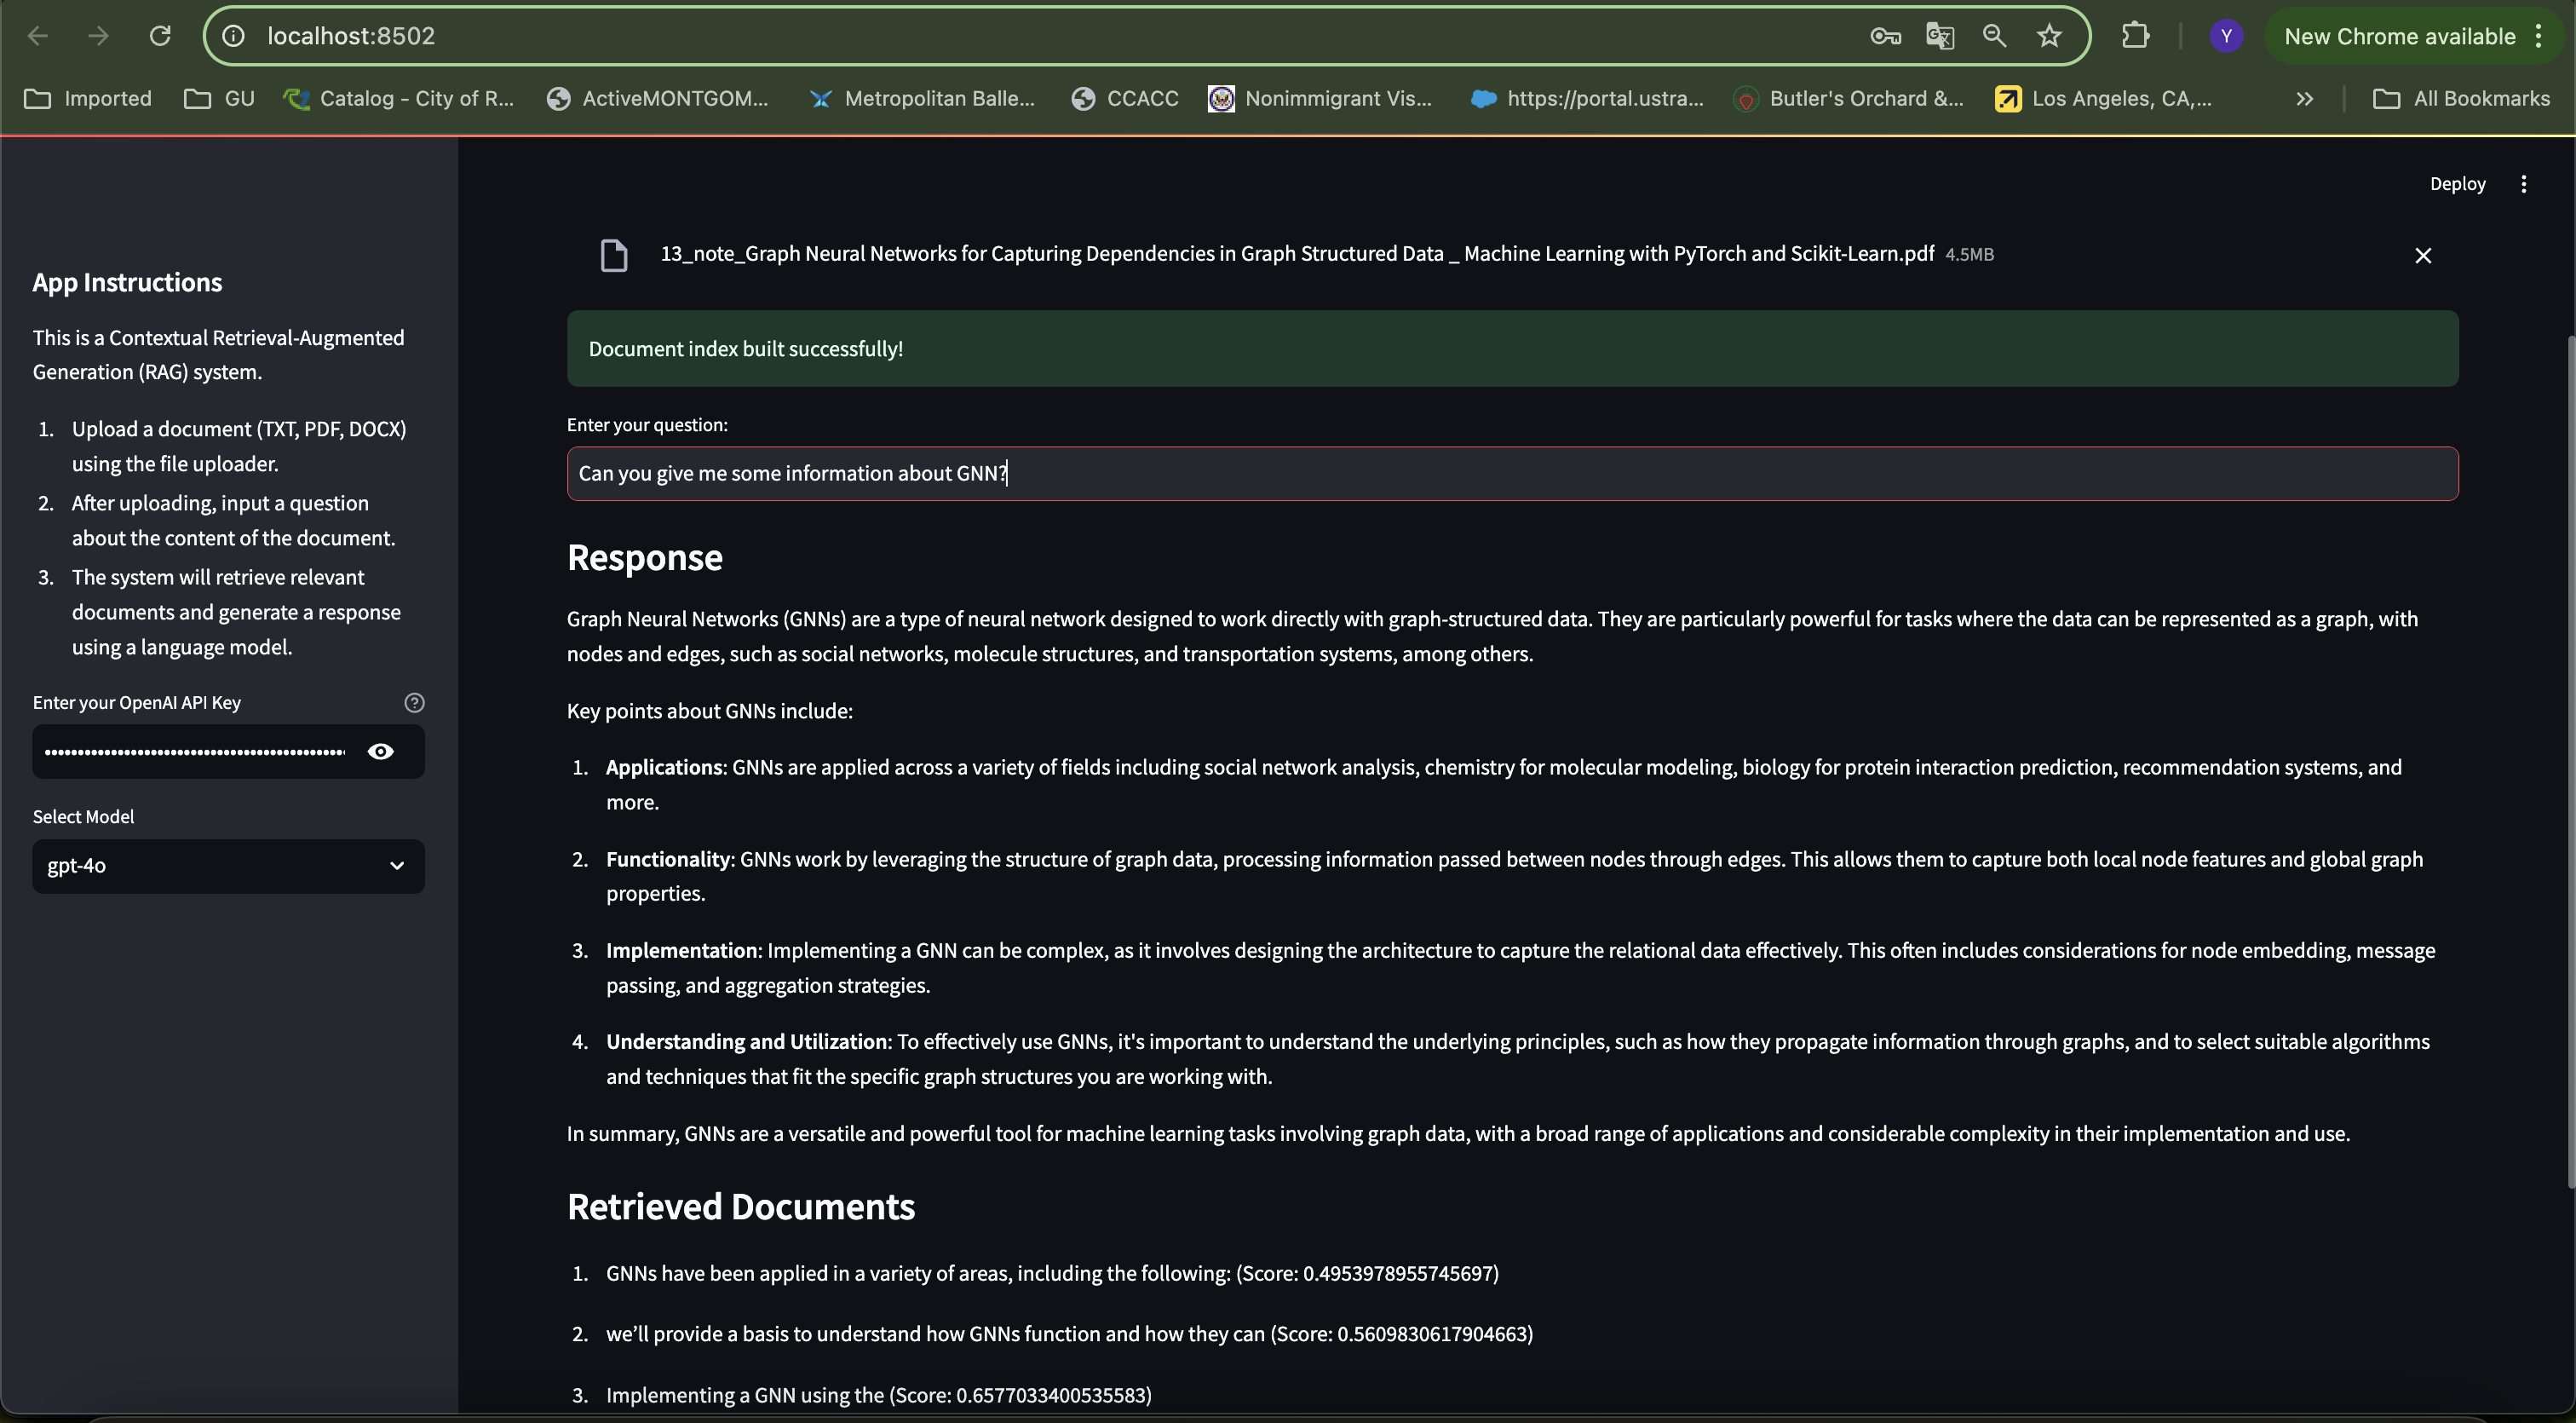 localhost:8502
Y
New Chrome available
Imported
GU
Catalog - City of R...
ActiveMONTGOM...
Metropolitan Balle...
CCACC
Nonimmigrant Vis...
https://portal.ustra...
Butler's Orchard &...
Los Angeles, CA,...
All Bookmarks
Deploy
App Instructions
This is a Contextual Retrieval-Augmented
Generation (RAG) system.
1. Upload a document (TXT, PDF, DOCX)
using the file uploader.
2. After uploading, input a question
about the content of the document.
3. The system will retrieve relevant
documents and generate a response
using a language model.
Enter your OpenAI API Key
Select Model
gpt-4o
13_note_Graph Neural Networks for Capturing Dependencies in Graph Structured Data _ Machine Learning with PyTorch and Scikit-Learn.pdf 4.5MB
Document index built successfully!
Enter your question:
Can you give me some information about GNN?
Response
Graph Neural Networks (GNNs) are a type of neural network designed to work directly with graph-structured data. They are particularly powerful for tasks where the data can be represented as a graph, with
nodes and edges, such as social networks, molecule structures, and transportation systems, among others.
Key points about GNNs include:
1. Applications: GNNs are applied across a variety of fields including social network analysis, chemistry for molecular modeling, biology for protein interaction prediction, recommendation systems, and
more.
2. Functionality: GNNs work by leveraging the structure of graph data, processing information passed between nodes through edges. This allows them to capture both local node features and global graph
properties.
3. Implementation: Implementing a GNN can be complex, as it involves designing the architecture to capture the relational data effectively. This often includes considerations for node embedding, message
passing, and aggregation strategies.
4. Understanding and Utilization: To effectively use GNNs, it's important to understand the underlying principles, such as how they propagate information through graphs, and to select suitable algorithms
and techniques that fit the specific graph structures you are working with.
In summary, GNNs are a versatile and powerful tool for machine learning tasks involving graph data, with a broad range of applications and considerable complexity in their implementation and use.
Retrieved Documents
1. GNNs have been applied in a variety of areas, including the following: (Score: 0.4953978955745697)
2. we’ll provide a basis to understand how GNNs function and how they can (Score: 0.5609830617904663)
3. Implementing a GNN using the (Score: 0.6577033400535583)